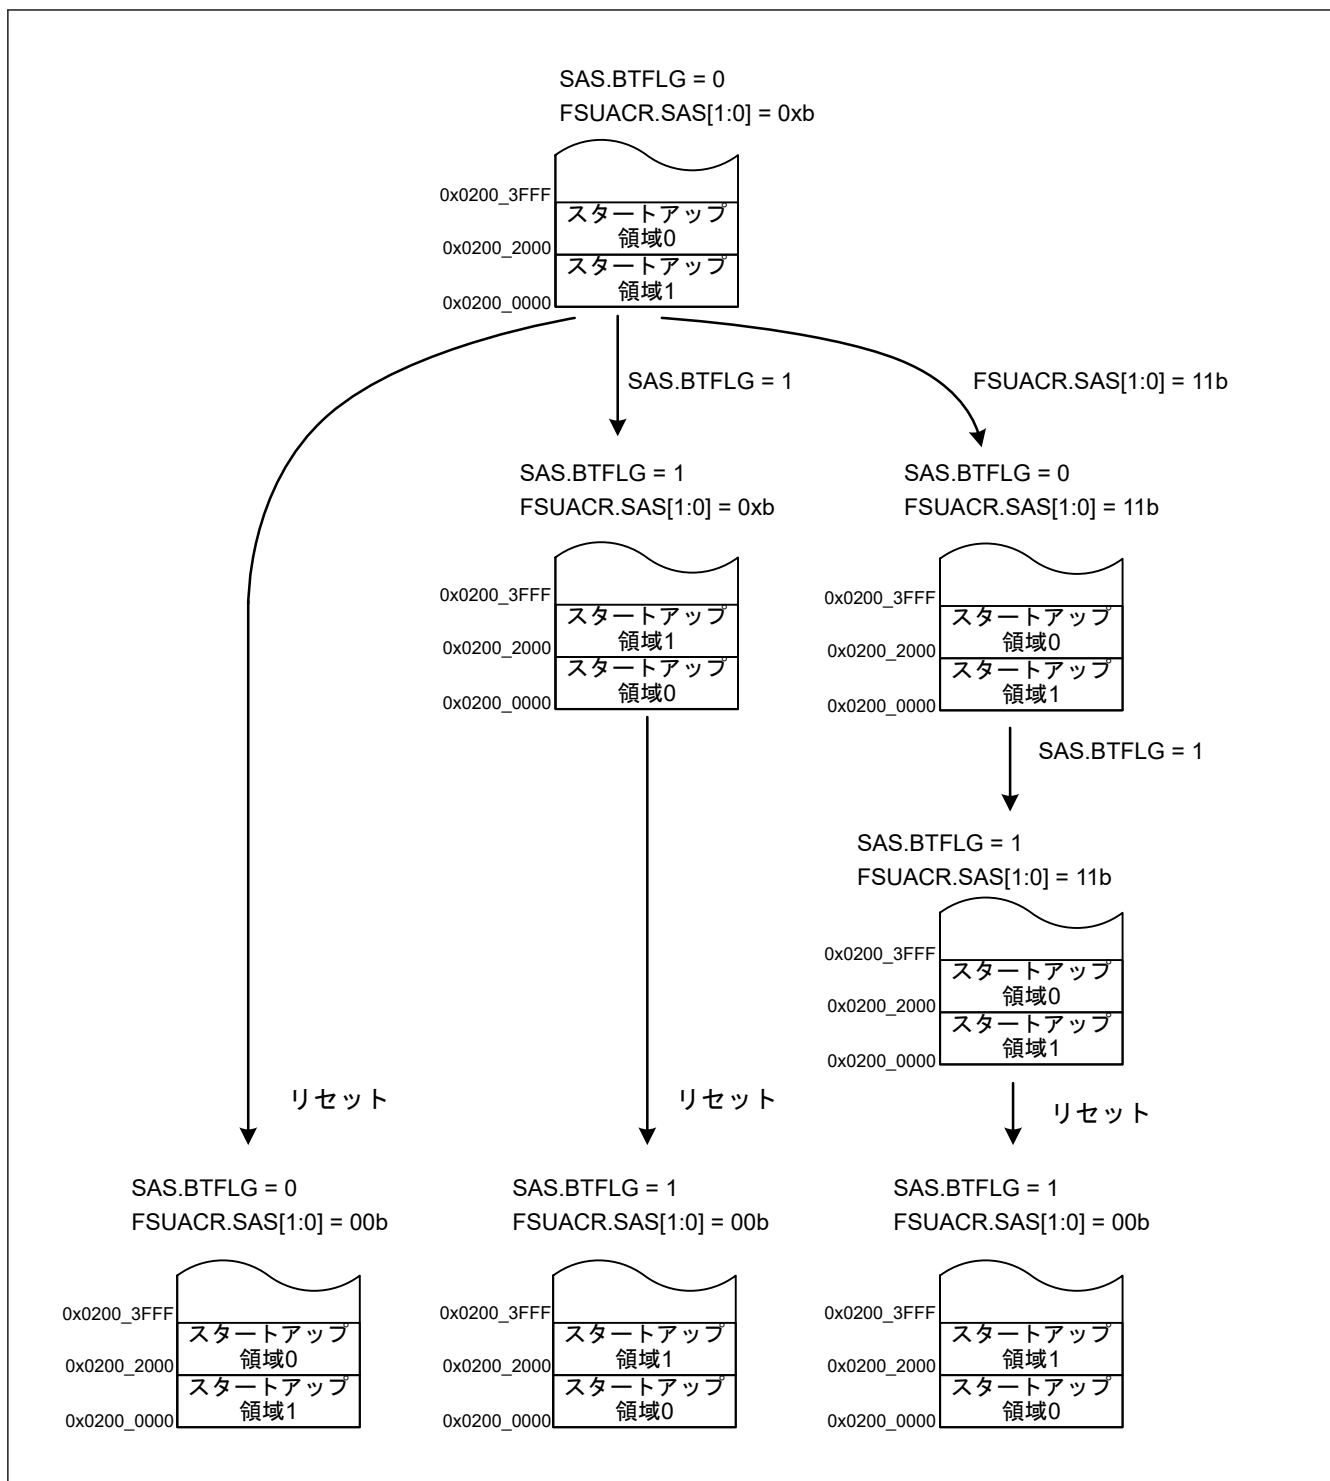 SAS.BTFLG = 0
FSUACR.SAS[1:0] = 0xb
0x0200_3FFF
スタートアップ
領域0
0x0200_2000
スタートアップ
領域1
0x0200_0000
SAS.BTFLG = 1
FSUACR.SAS[1:0] = 11b
SAS.BTFLG = 1
FSUACR.SAS[1:0] = 0xb
0x0200_3FFF
スタートアップ
領域1
0x0200_2000
スタートアップ
領域0
0x0200_0000
SAS.BTFLG = 0
FSUACR.SAS[1:0] = 11b
0x0200_3FFF
スタートアップ
領域0
0x0200_2000
スタートアップ
領域1
0x0200_0000
SAS.BTFLG = 1
SAS.BTFLG = 1
FSUACR.SAS[1:0] = 11b
0x0200_3FFF
スタートアップ
領域0
0x0200_2000
スタートアップ
領域1
0x0200_0000
リセット
リセット
リセット
SAS.BTFLG = 0
FSUACR.SAS[1:0] = 00b
0x0200_3FFF
スタートアップ
領域0
0x0200_2000
スタートアップ
領域1
0x0200_0000
SAS.BTFLG = 1
FSUACR.SAS[1:0] = 00b
0x0200_3FFF
スタートアップ
領域1
0x0200_2000
スタートアップ
領域0
0x0200_0000
SAS.BTFLG = 1
FSUACR.SAS[1:0] = 00b
0x0200_3FFF
スタートアップ
領域1
0x0200_2000
スタートアップ
領域0
0x0200_0000